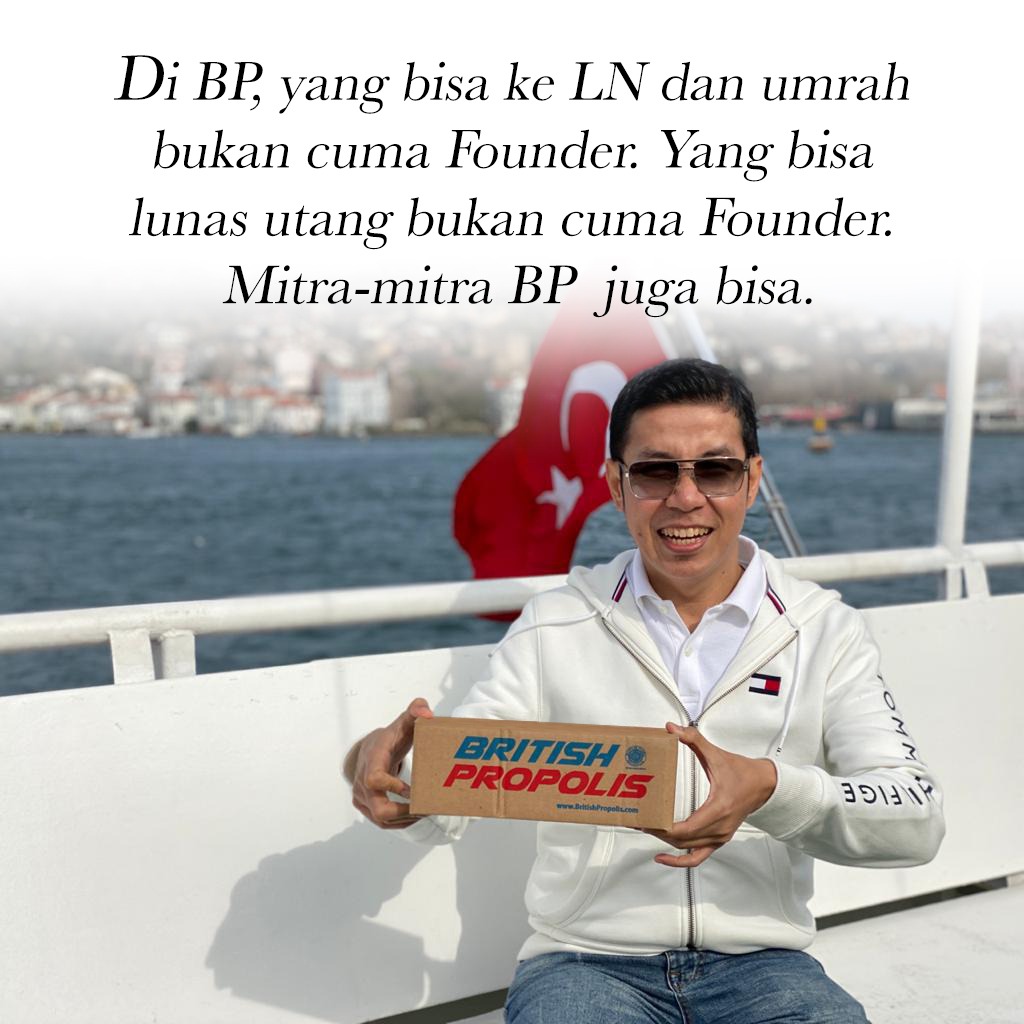 Di BP, yang bisa ke LN dan umrah
bukan cuma Founder. Yang bisa
lunas utang bukan cuma Founder.
Mitra-mitra BP juga bisa.
BRITISH
PROPOLIS
www.BritishPropolis.com